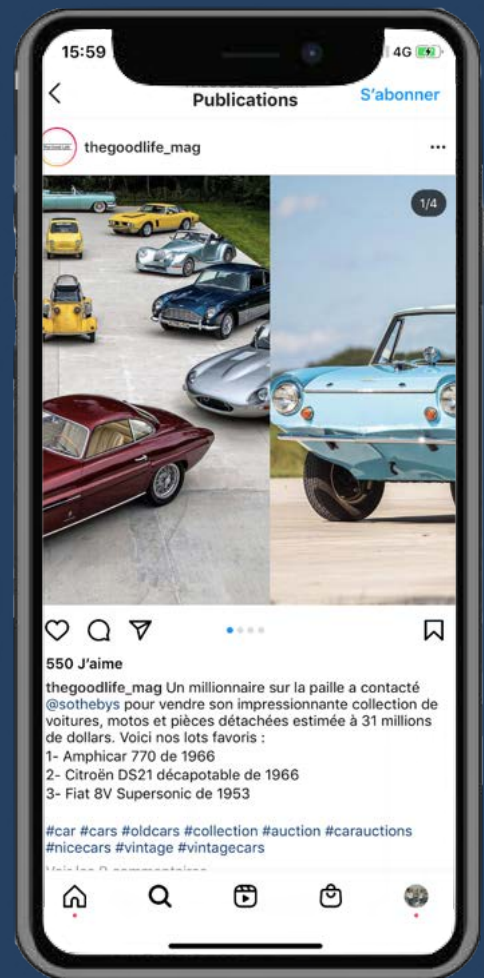 15:59
4G
Publications
S'abonner
thegoodlife_mag
1/4
550 J'aime
thegoodlife_mag Un millionnaire sur la paille a contacté
@sothebys pour vendre son impressionnante collection de
voitures, motos et pièces détachées estimée à 31 millions
de dollars. Voici nos lots favoris :
1- Amphicar 770 de 1966
2- Citroën DS21 décapotable de 1966
3- Fiat 8V Supersonic de 1953
#car #cars #oldcars #collection #auction #carauctions
#nicecars #vintage #vintagecars